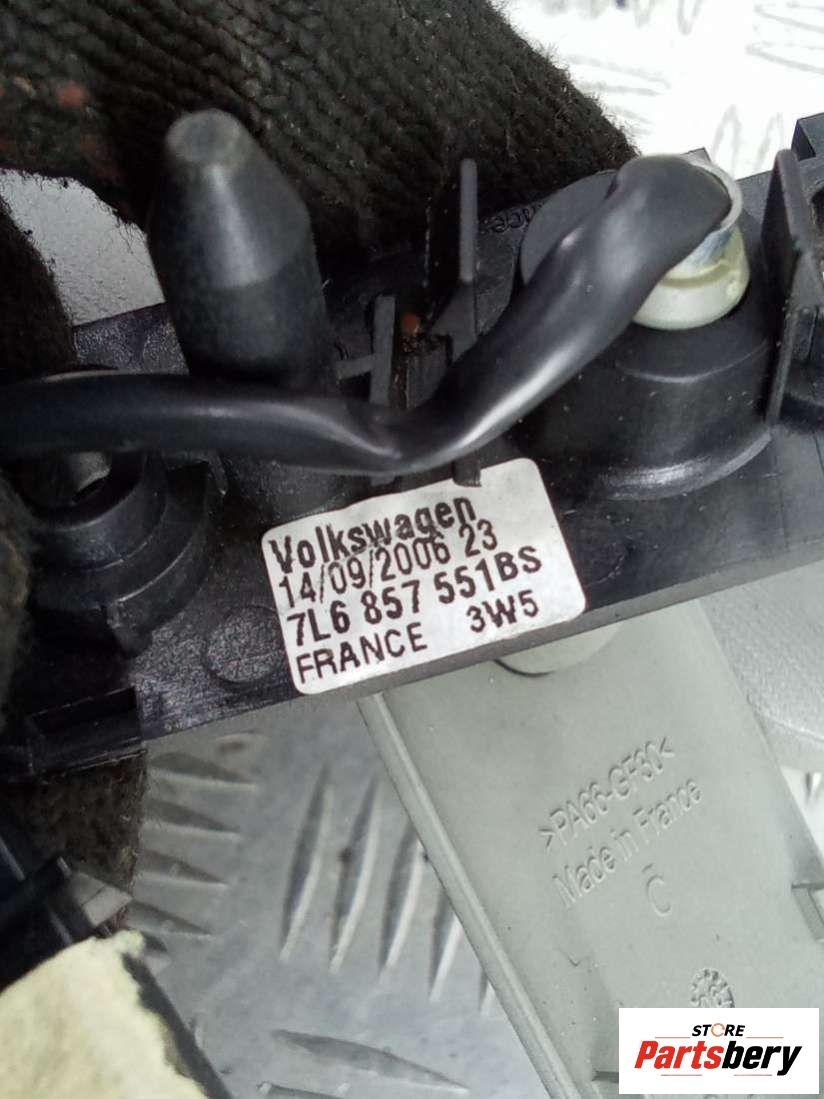 Volkswagen
14/09/2006 23
7L6 857 551BS
FRANCE 3W5
>PA66-GF30<
Made in France
C
STORE
Partsbery